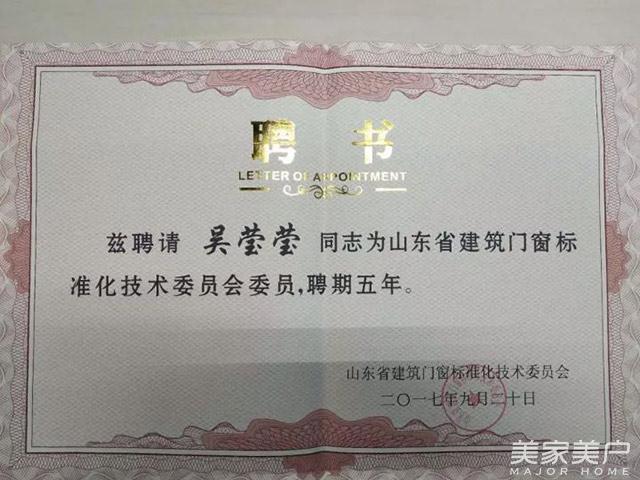 聘书
LETTER OF APPOINTMENT
兹聘请 吴莹莹 同志为山东省建筑门窗标
准化技术委员会委员,聘期五年。
山东省建筑门窗标准化技术委员会
二〇一七年九月二十日
美家美户
MAJOR HOME